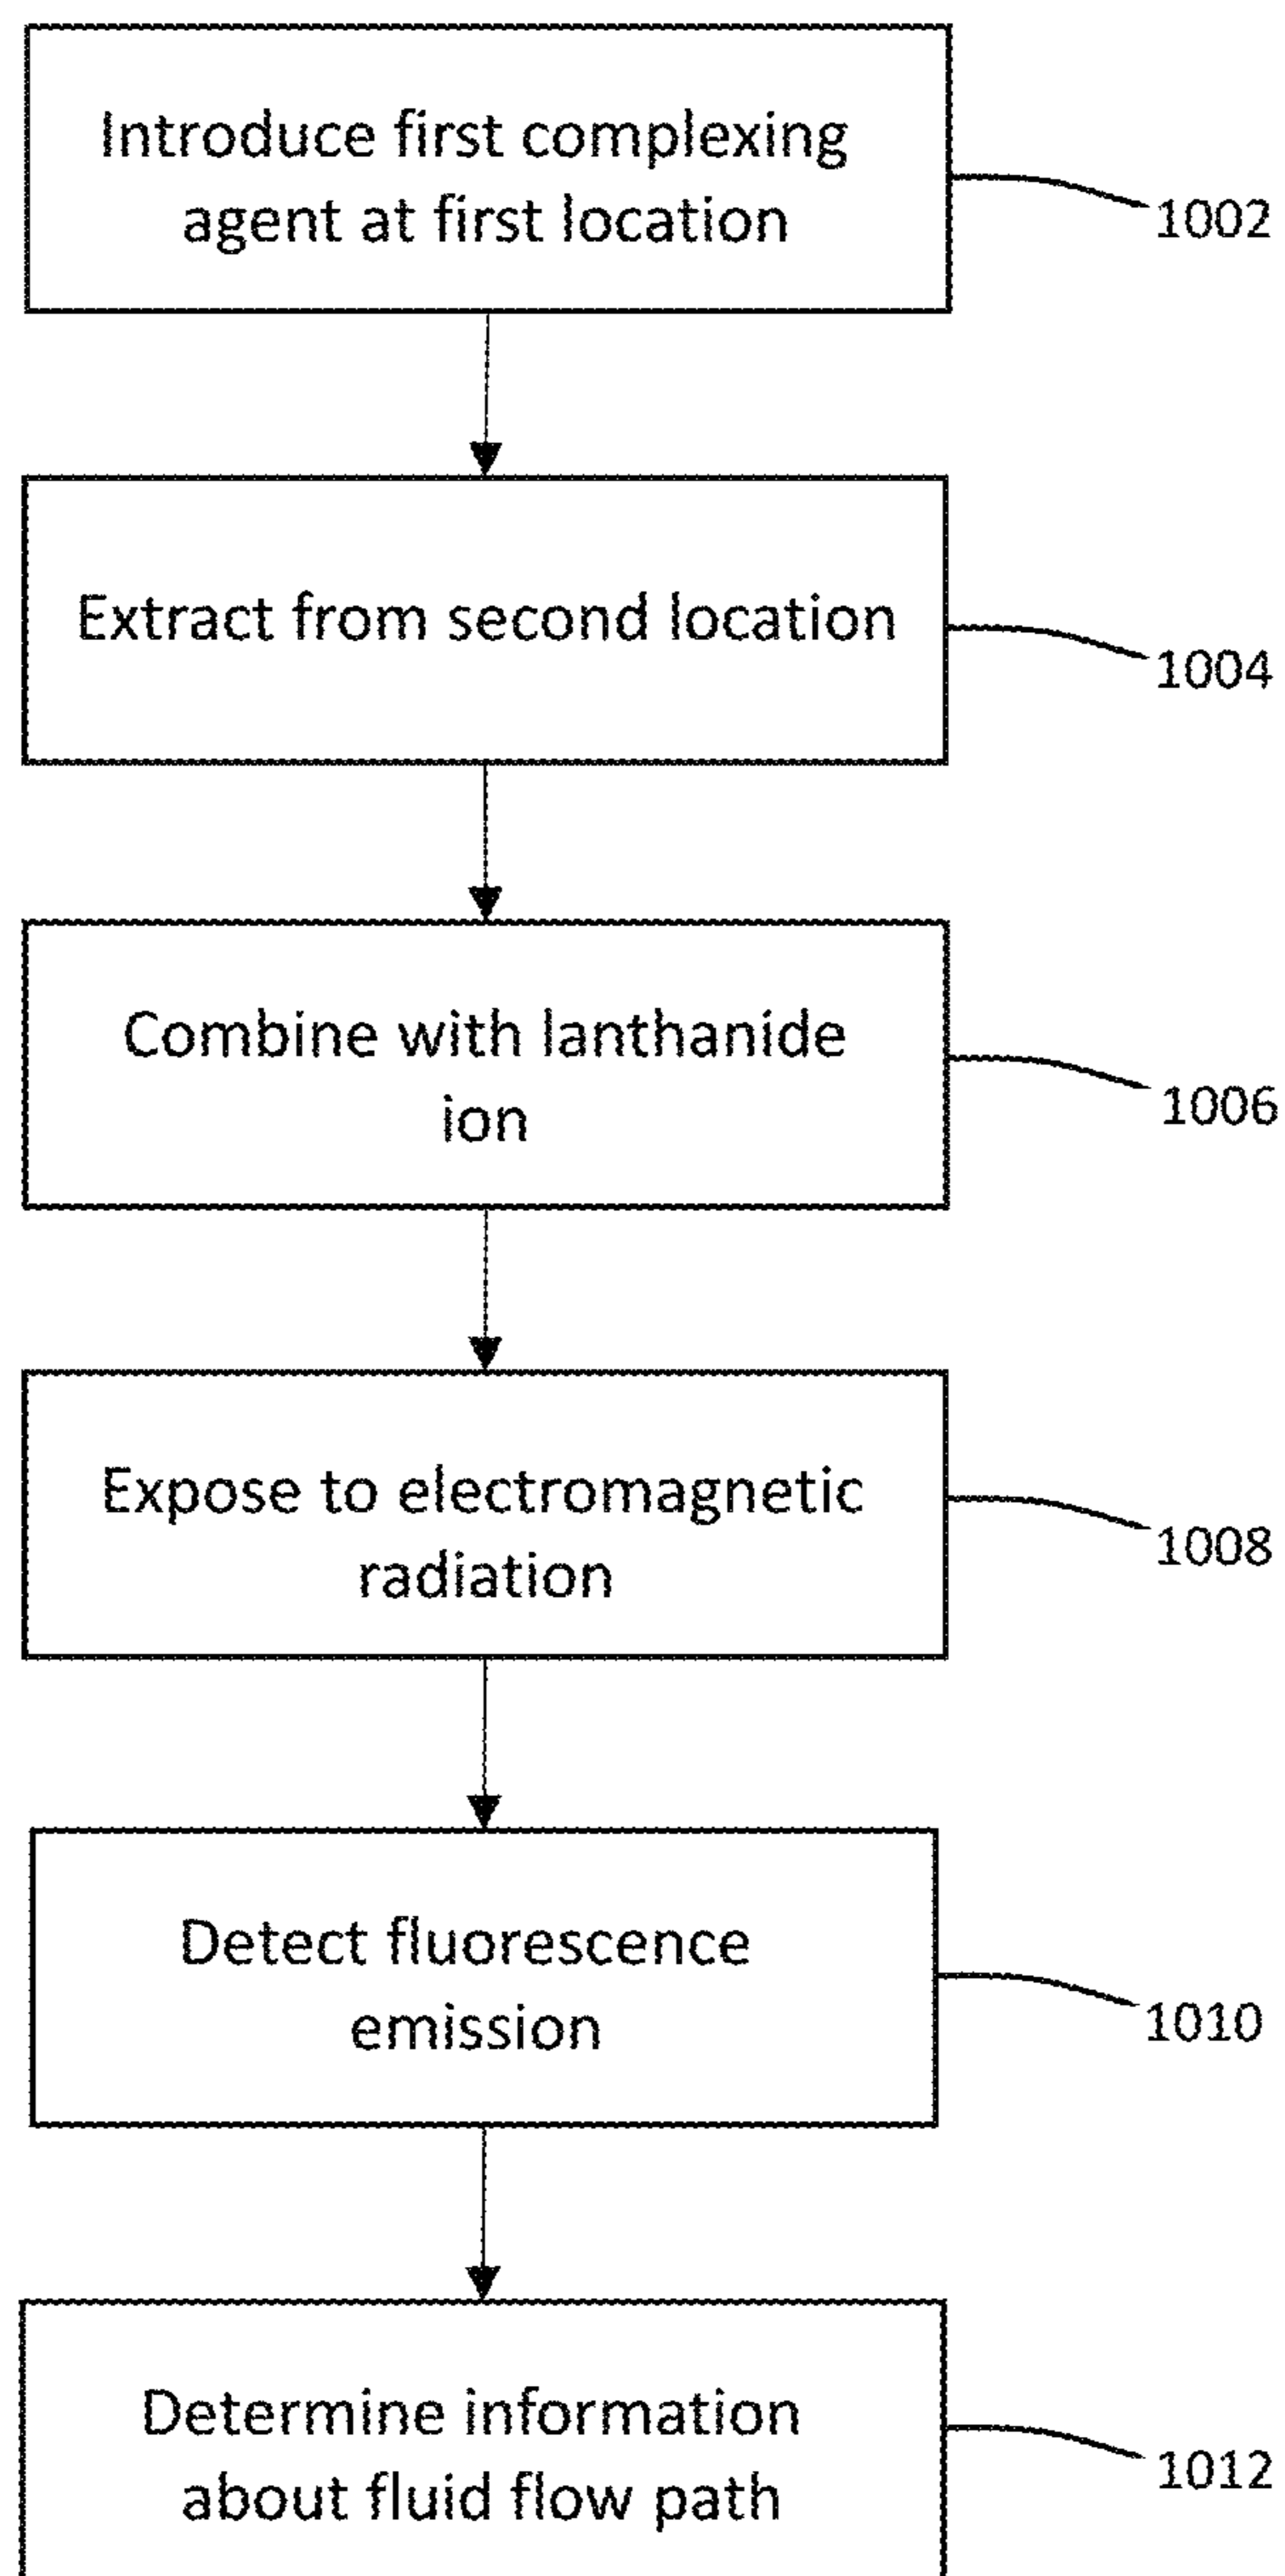 Introduce first complexing
agent at first location
1002
Extract from second location
1004
Combine with lanthanide
ion
1006
Expose to electromagnetic
radiation
1008
Detect fluorescence
emission
1010
Determine information
about fluid flow path
1012